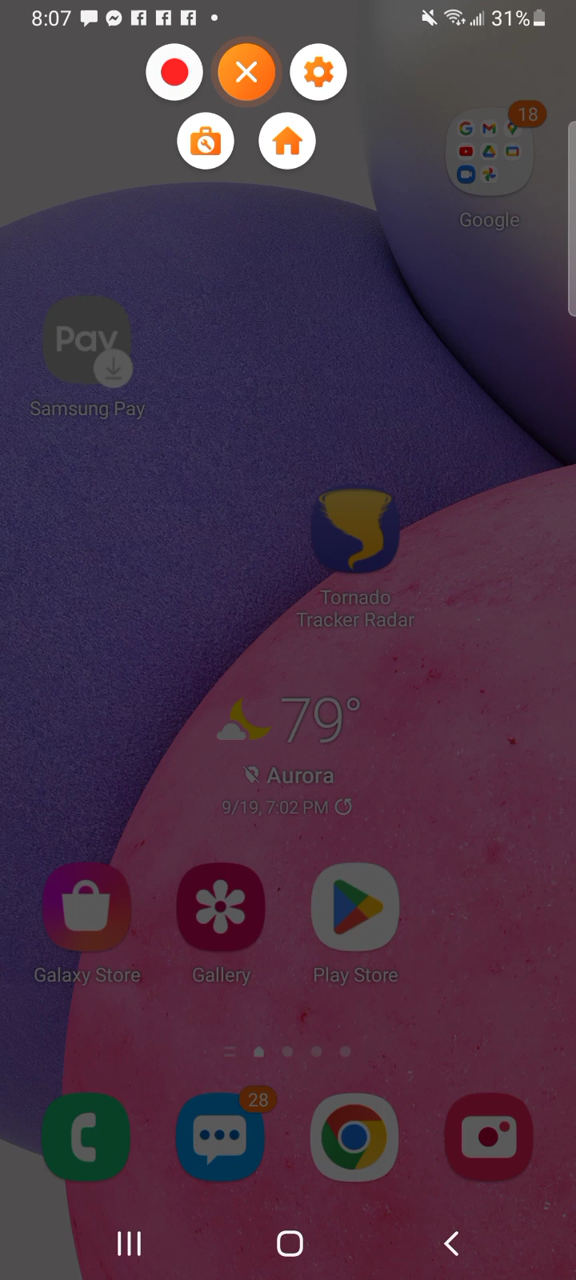 8:07
31%
18
Google
Pay
Samsung Pay
Tornado
Tracker Radar
79°
Aurora
9/19, 7:02 PM
Galaxy Store
Gallery
Play Store
28